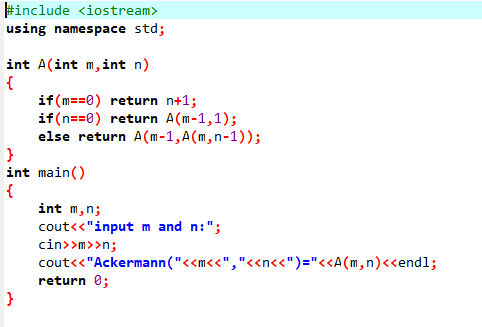 #include <iostream>
using namespace std;
int A(int m,int n)
{
if(m==0) return n+1;
if(n==0) return A(m-1,1);
else return A(m-1,A(m,n-1));
}
int main()
{
int m,n;
cout<<"input m and n:";
cin>>m>>n;
cout<<"Ackermann("<<m<<","<<n<<")="<<A(m,n)<<endl;
return 0;
}